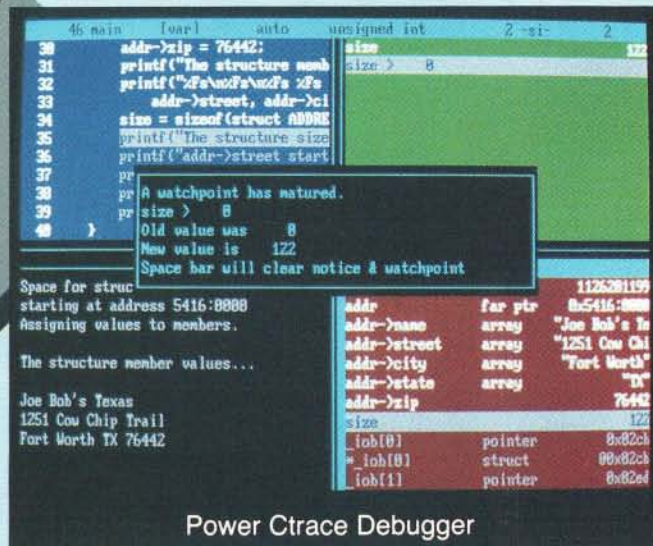 46 main [var] auto unsigned int 2 -si- 2
30 addr->zip = 76442;
31 printf("The structure memb
32 printf("%Fs\n%Fs\n%Fs %Fs
33 addr->street, addr->ci
34 size = sizeof(struct ADDRE
35 printf("The structure size
36 printf("addr->street start
37 pr
38 pr
39 pr
40 }
size 122
size > 0
A watchpoint has matured.
size > 0
Old value was 0
New value is 122
Space bar will clear notice & watchpoint
Space for struc
starting at address 5416:0000
Assigning values to members.
The structure member values...
Joe Bob's Texas
1251 Cow Chip Trail
Fort Worth TX 76442
1126201199
addr far ptr 0x5416:0000
addr->name array "Joe Bob's Te
addr->street array "1251 Cow Chi
addr->city array "Fort Worth"
addr->state array "TX"
addr->zip 76442
size 122
_iob[0] pointer 0x02cb
*_iob[0] struct 00x02cb
_iob[1] pointer 0x02ed
Power Ctrace Debugger